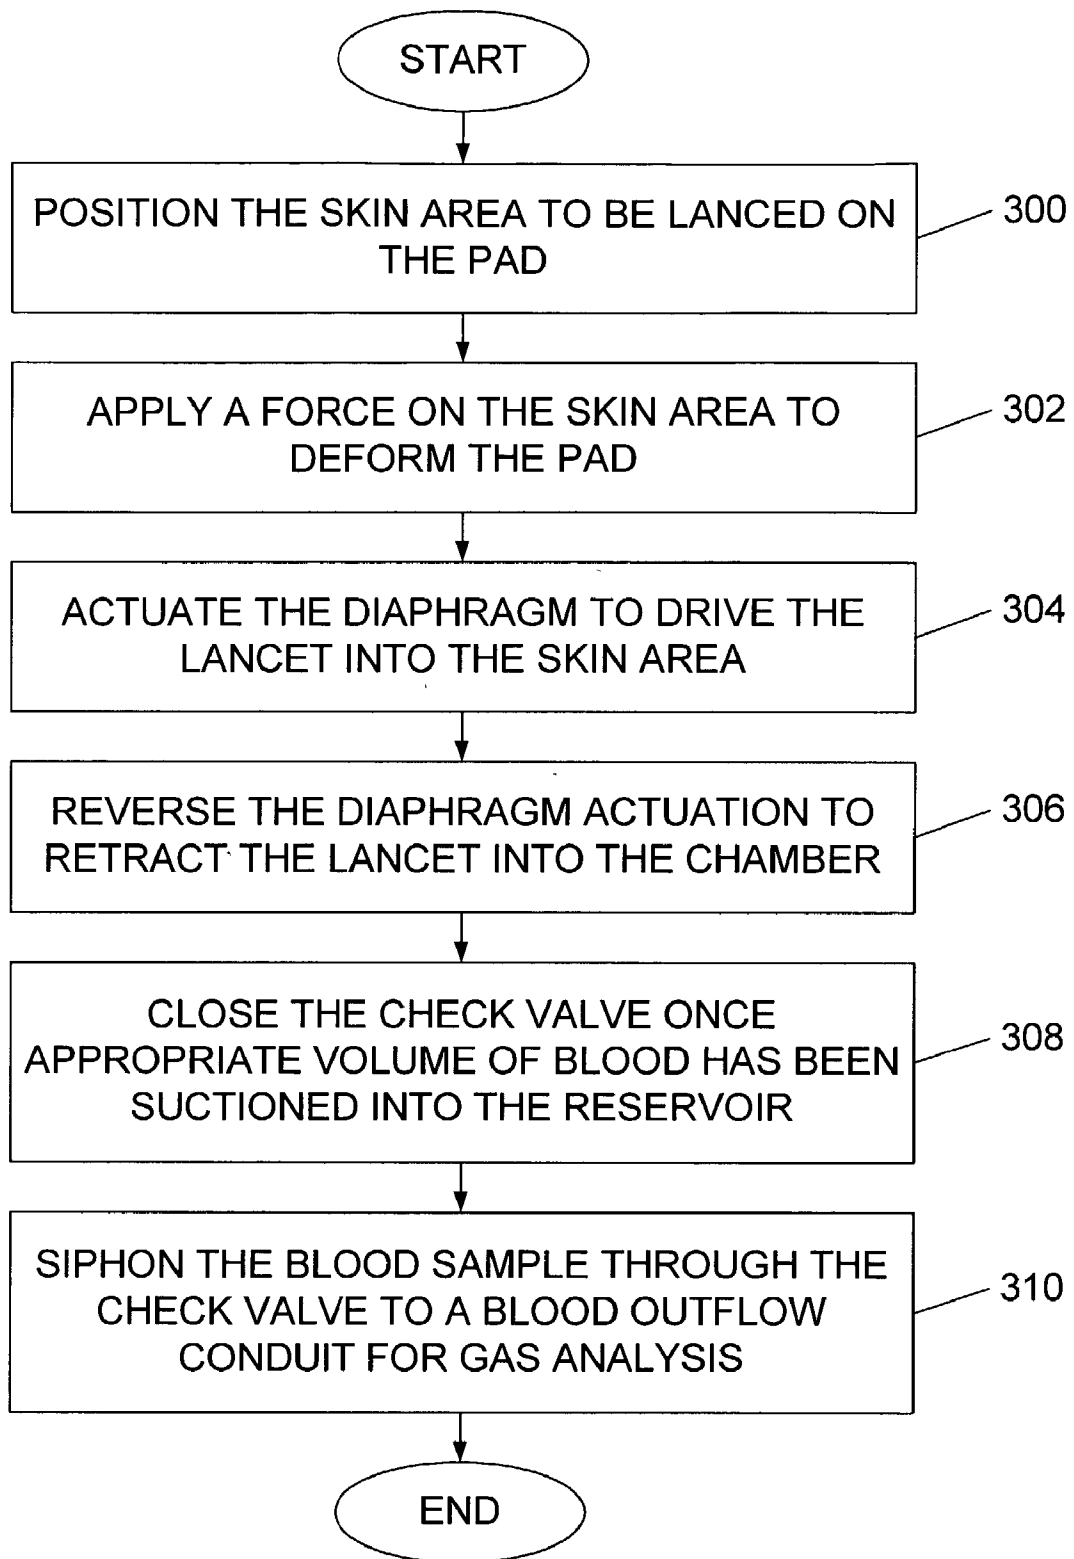 START
POSITION THE SKIN AREA TO BE LANCED ON
THE PAD
300
APPLY A FORCE ON THE SKIN AREA TO
DEFORM THE PAD
302
ACTUATE THE DIAPHRAGM TO DRIVE THE
LANCET INTO THE SKIN AREA
304
REVERSE THE DIAPHRAGM ACTUATION TO
RETRACT THE LANCET INTO THE CHAMBER
306
CLOSE THE CHECK VALVE ONCE
APPROPRIATE VOLUME OF BLOOD HAS BEEN
SUCTIONED INTO THE RESERVOIR
308
SIPHON THE BLOOD SAMPLE THROUGH THE
CHECK VALVE TO A BLOOD OUTFLOW
CONDUIT FOR GAS ANALYSIS
310
END